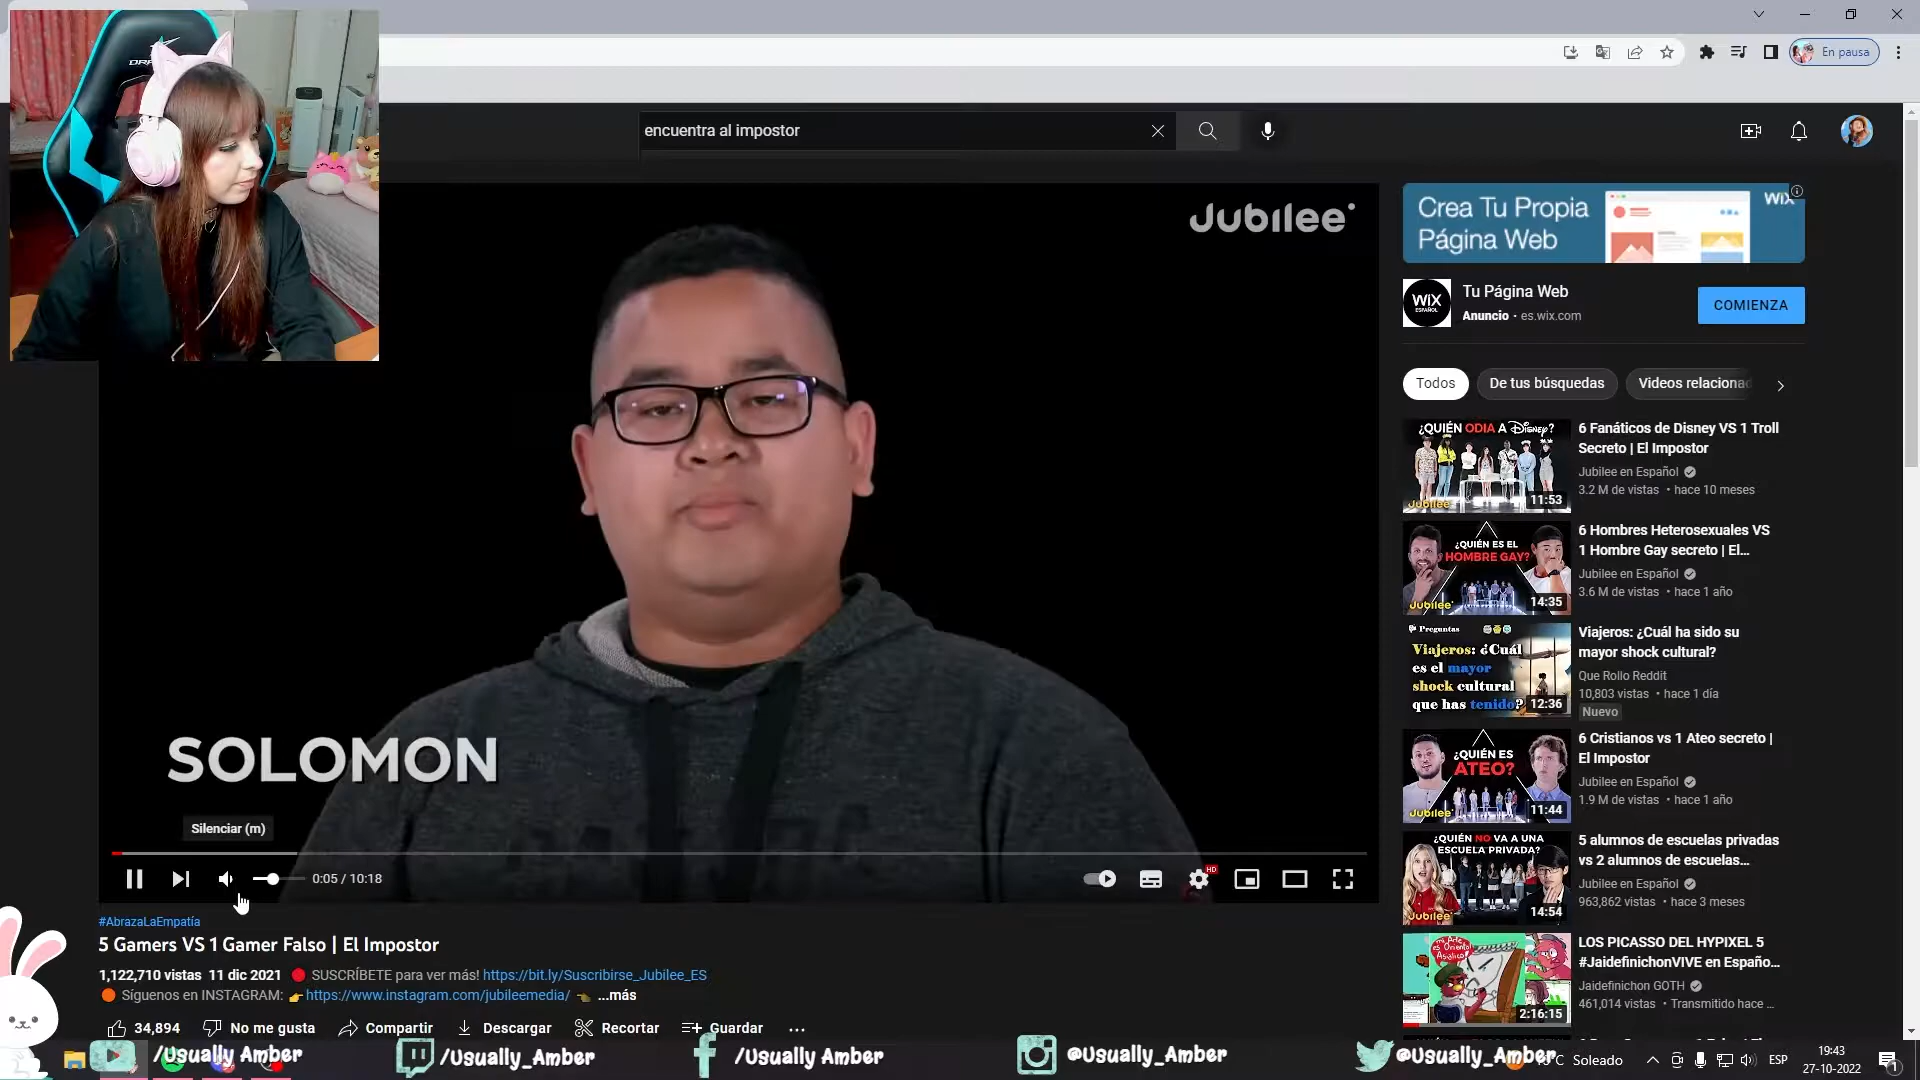 En pausa
encuentra al impostor
Jubilee
SOLOMON
Silenciar (m)
0:05 / 10:18
HD
#AbrazaLaEmpatía
5 Gamers VS 1 Gamer Falso | El Impostor
1,122,710 vistas 11 dic 2021 SUSCRÍBETE para ver más! https://bit.ly/Suscribirse_Jubilee_ES
Síguenos en INSTAGRAM: https://www.instagram.com/jubileemedia/ ...más
34,894 No me gusta Compartir Descargar Recortar Guardar
Crea Tu Propia
Página Web
WiX
WiX
ESPAÑOL
Tu Página Web
Anuncio • es.wix.com
COMIENZA
Todos De tus búsquedas Videos relacionad
¿QUIÉN ODIA A Disney?
Jubilee
11:53
6 Fanáticos de Disney VS 1 Troll
Secreto | El Impostor
Jubilee en Español
3.2 M de vistas • hace 10 meses
¿QUIÉN ES EL
HOMBRE GAY?
Jubilee
14:35
6 Hombres Heterosexuales VS
1 Hombre Gay secreto | El...
Jubilee en Español
3.6 M de vistas • hace 1 año
Preguntas
Viajeros: ¿Cuál
es el mayor
shock cultural
que has tenido?
12:36
Viajeros: ¿Cuál ha sido su
mayor shock cultural?
Que Rollo Reddit
10,803 vistas • hace 1 día
Nuevo
¿QUIÉN ES
ATEO?
Jubilee
11:44
6 Cristianos vs 1 Ateo secreto |
El Impostor
Jubilee en Español
1.9 M de vistas • hace 1 año
¿QUIÉN NO VA A UNA
ESCUELA PRIVADA?
Jubilee
14:54
5 alumnos de escuelas privadas
vs 2 alumnos de escuelas...
Jubilee en Español
963,862 vistas • hace 3 meses
2:16:15
LOS PICASSO DEL HYPIXEL 5
#JaidefinichonVIVE en Españo...
Jaidefinichon GOTH
461,014 vistas • Transmitido hace ...
/Usually Amber
/Usually_Amber
/Usually Amber
@Usually_Amber
@Usually_Amber
Soleado
ESP
19:43
27-10-2022
1